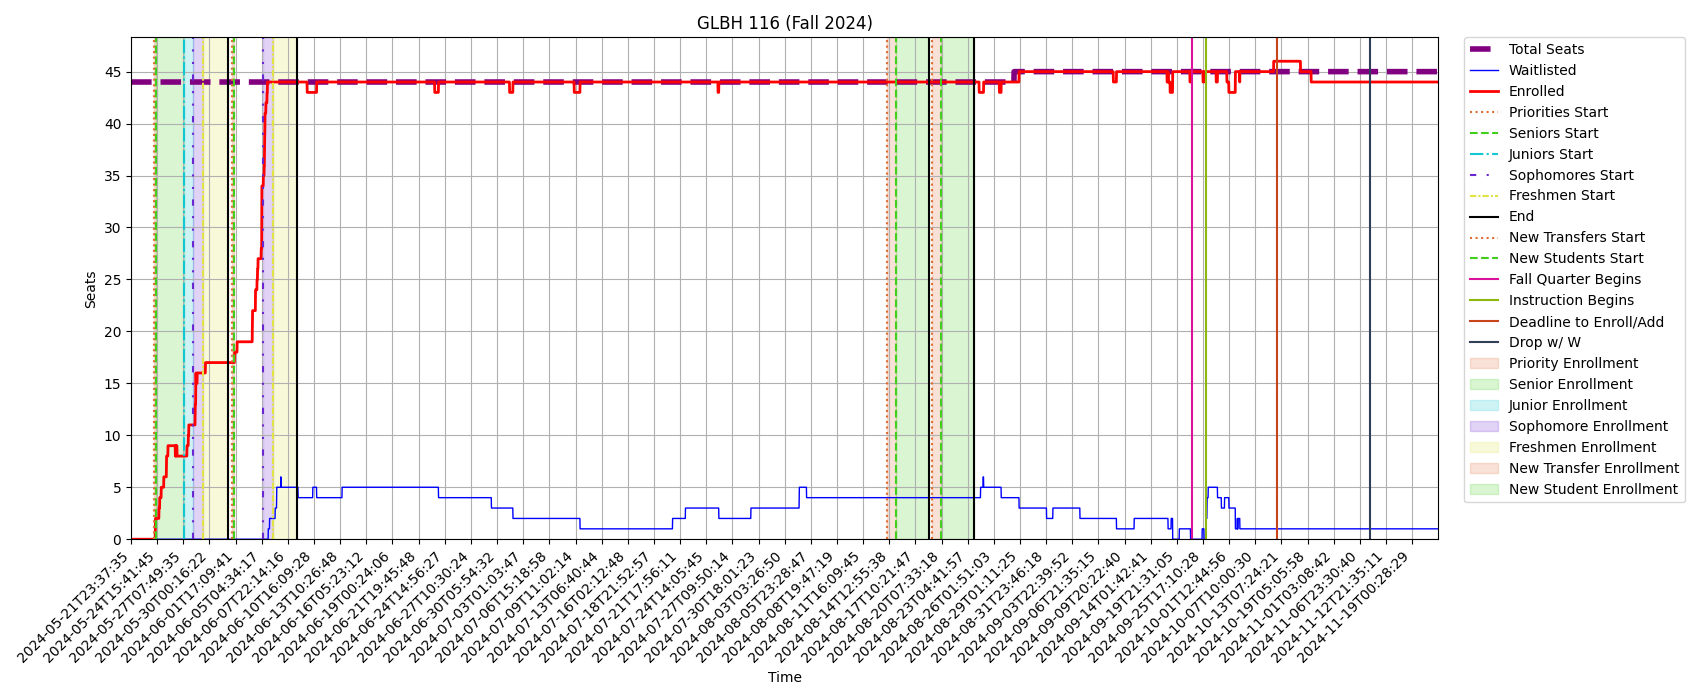 GLBH 116 (Fall 2024)
Seats
45
40
35
30
25
20
15
10
5
0
2024-05-21T23:37:35
2024-05-24T15:41:45
2024-05-27T07:49:35
2024-05-30T00:16:22
2024-06-01T17:09:41
2024-06-05T04:34:17
2024-06-07T22:14:16
2024-06-10T16:09:28
2024-06-13T10:26:48
2024-06-16T05:23:12
2024-06-19T00:24:06
2024-06-21T19:45:48
2024-06-24T14:56:27
2024-06-27T10:30:24
2024-06-30T05:54:32
2024-07-03T01:03:47
2024-07-06T15:18:58
2024-07-09T11:02:14
2024-07-13T06:40:44
2024-07-16T02:12:48
2024-07-18T21:52:57
2024-07-21T17:56:11
2024-07-24T14:05:45
2024-07-27T09:50:14
2024-07-30T18:01:23
2024-08-03T03:26:50
2024-08-05T23:28:47
2024-08-08T19:47:19
2024-08-11T16:09:45
2024-08-14T12:55:38
2024-08-17T10:21:47
2024-08-20T07:33:18
2024-08-23T04:41:57
2024-08-26T01:51:03
2024-08-29T01:11:25
2024-08-31T23:46:18
2024-09-03T22:39:52
2024-09-06T21:35:15
2024-09-09T20:22:40
2024-09-14T01:42:41
2024-09-19T21:31:05
2024-09-25T17:10:28
2024-10-01T12:44:56
2024-10-07T10:00:30
2024-10-13T07:24:21
2024-10-19T05:05:58
2024-11-01T03:08:42
2024-11-06T23:30:40
2024-11-12T21:35:11
2024-11-19T00:28:29
Time
Total Seats
Waitlisted
Enrolled
Priorities Start
Seniors Start
Juniors Start
Sophomores Start
Freshmen Start
End
New Transfers Start
New Students Start
Fall Quarter Begins
Instruction Begins
Deadline to Enroll/Add
Drop w/ W
Priority Enrollment
Senior Enrollment
Junior Enrollment
Sophomore Enrollment
Freshmen Enrollment
New Transfer Enrollment
New Student Enrollment